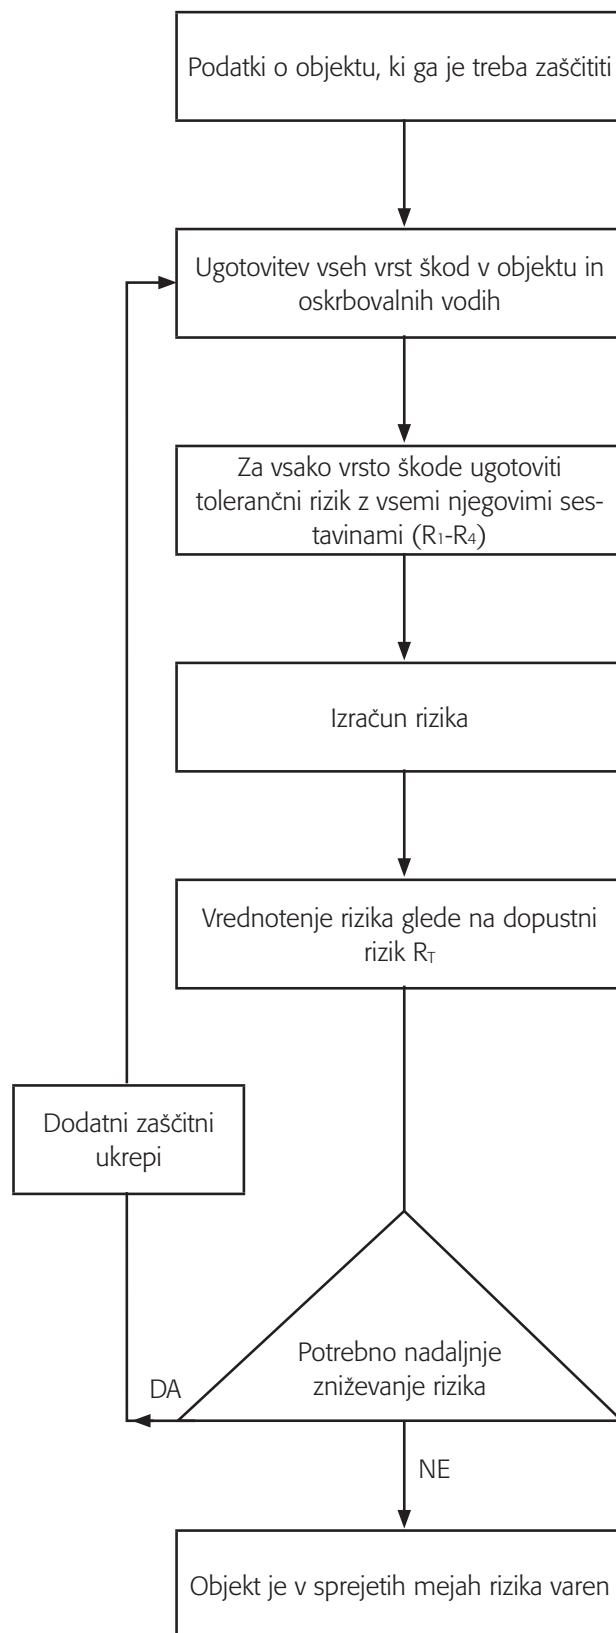 Podatki o objektu, ki ga je treba zaščititi
Ugotovitev vseh vrst škod v objektu in
oskrbovalnih vodih
Za vsako vrsto škode ugotoviti
tolerančni rizik z vsemi njegovimi ses-
tavinami (R₁-R₄)
Izračun rizika
Vrednotenje rizika glede na dopustni
rizik R_T
Dodatni zaščitni
ukrepi
Potrebno nadaljnje
zniževanje rizika
DA
NE
Objekt je v sprejetih mejah rizika varen